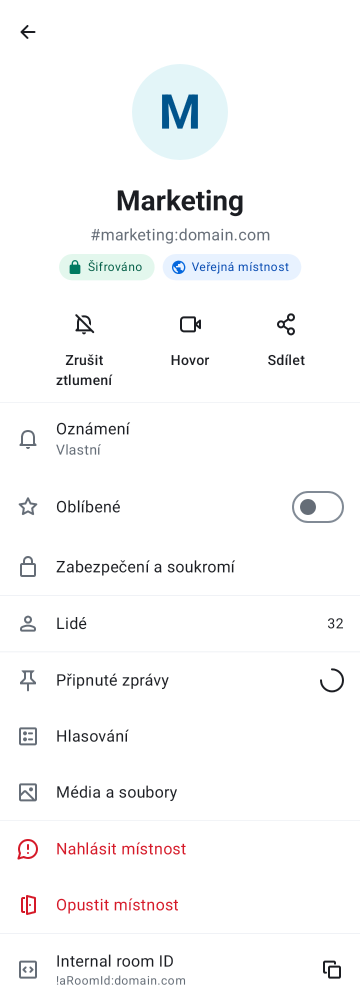 M
Marketing
#marketing:domain.com
Šifrováno
Veřejná místnost
Zrušit
ztlumení
Hovor
Sdílet
Oznámení
Vlastní
Oblíbené
Zabezpečení a soukromí
Lidé
32
Připnuté zprávy
Hlasování
Média a soubory
Nahlásit místnost
Opustit místnost
Internal room ID
!aRoomId:domain.com